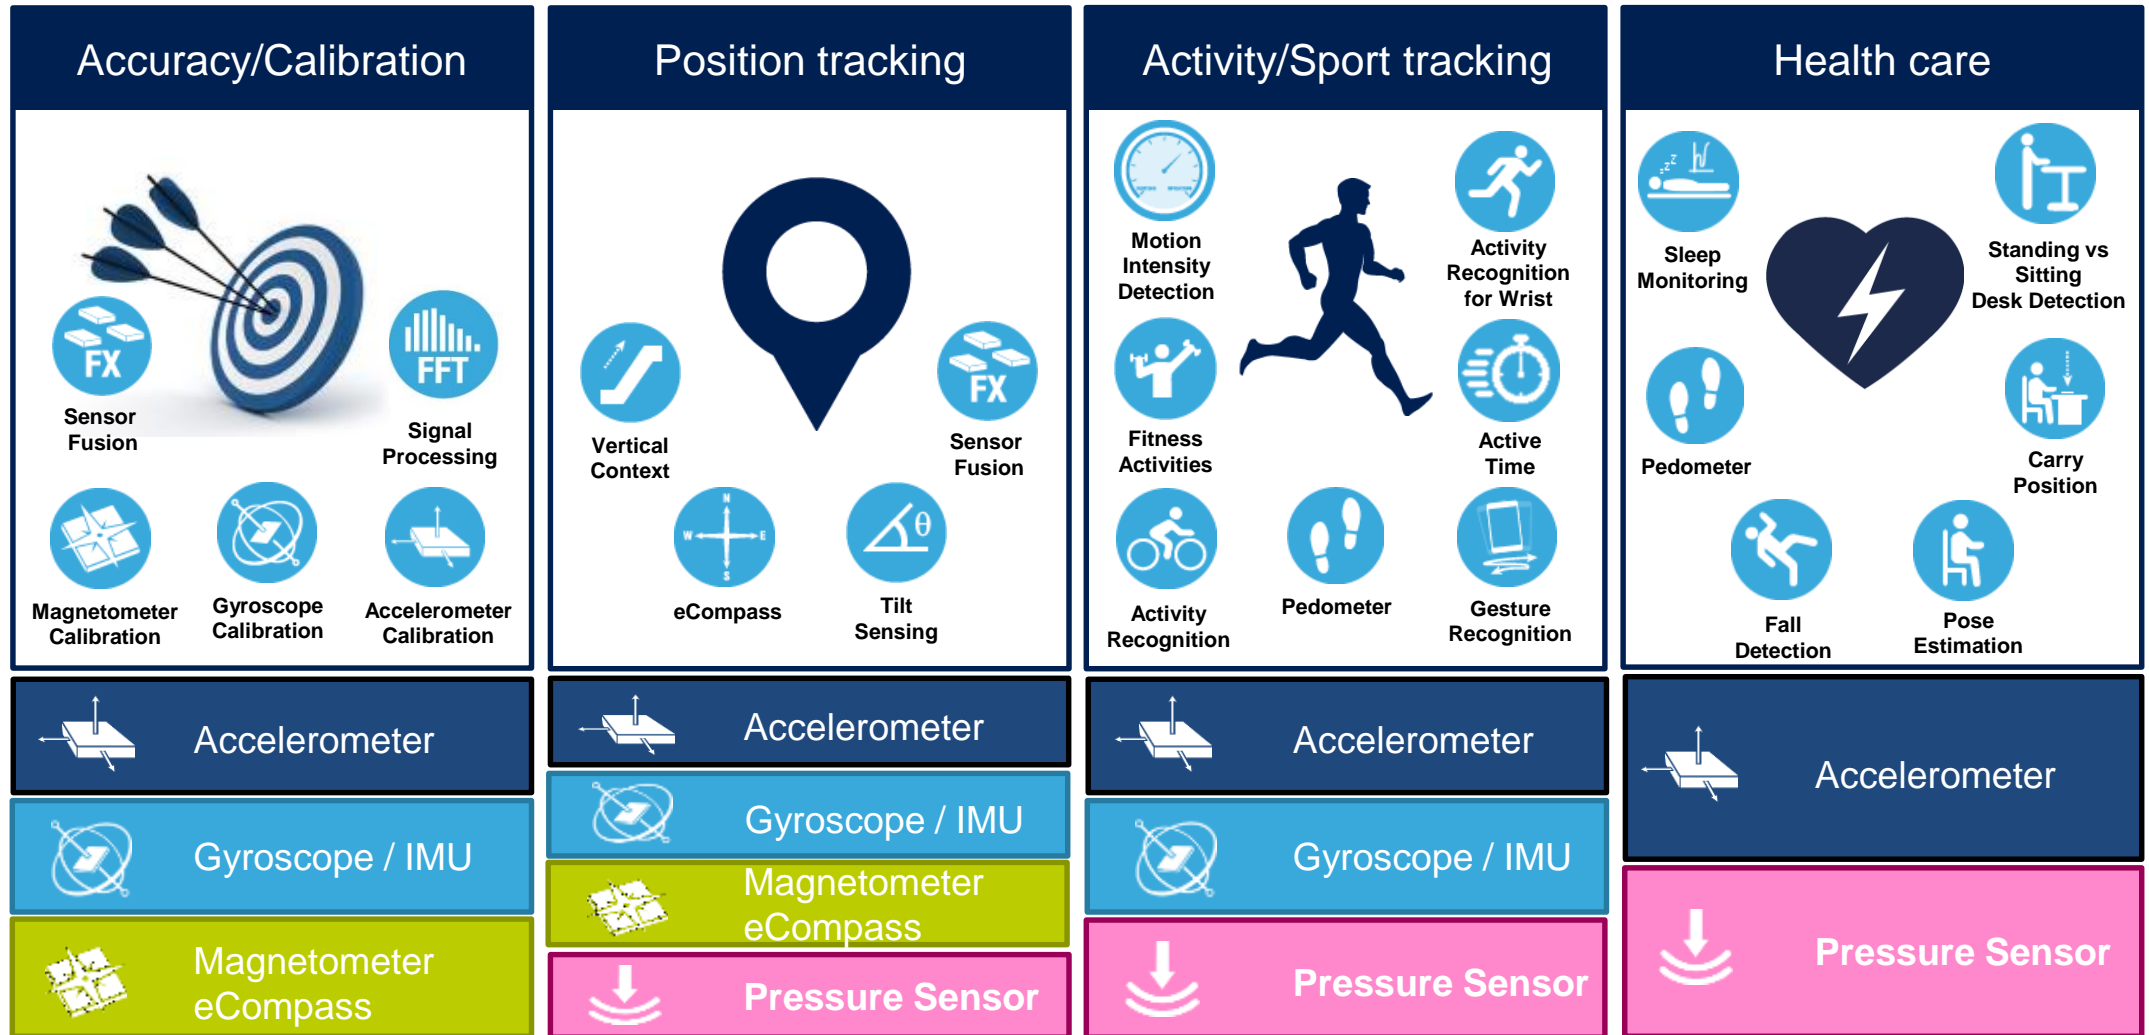 Accuracy/Calibration
FX
Sensor
Fusion
FFT
Signal
Processing
Magnetometer
Calibration
Gyroscope
Calibration
Accelerometer
Calibration
Accelerometer
Gyroscope / IMU
Magnetometer
eCompass
Position tracking
Vertical
Context
FX
Sensor
Fusion
N
W
E
S
eCompass
θ
Tilt
Sensing
Accelerometer
Gyroscope / IMU
Magnetometer
eCompass
Pressure Sensor
Activity/Sport tracking
Motion
Intensity
Detection
Activity
Recognition
for Wrist
Fitness
Activities
Active
Time
Activity
Recognition
Pedometer
Gesture
Recognition
Accelerometer
Gyroscope / IMU
Pressure Sensor
Health care
z z z
Sleep
Monitoring
Standing vs
Sitting
Desk Detection
Pedometer
Carry
Position
Fall
Detection
Pose
Estimation
Accelerometer
Pressure Sensor